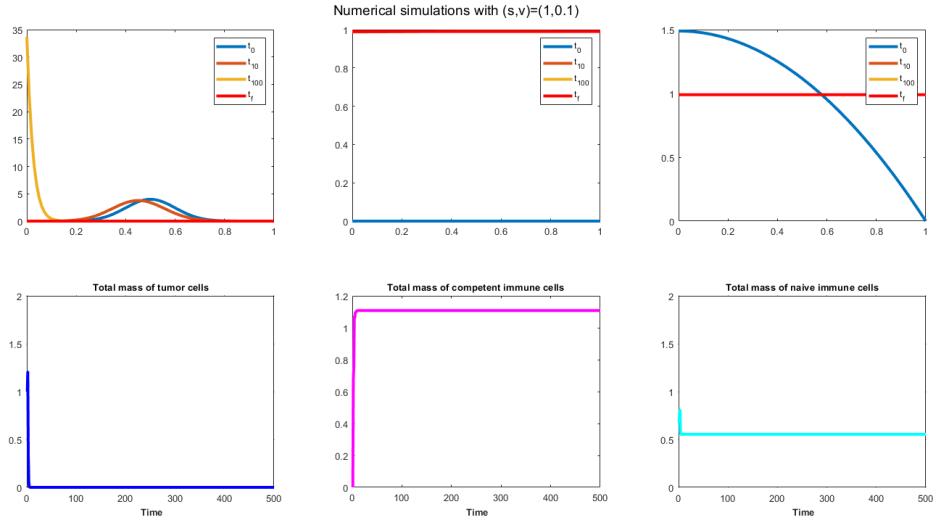 Numerical simulations with (s,v)=(1,0.1)
35
30
25
20
15
10
5
0
0 0.2 0.4 0.6 0.8 1
t0
t10
t100
tf
1
0.8
0.6
0.4
0.2
0
0 0.2 0.4 0.6 0.8 1
t0
t10
t100
tf
1.5
1
0.5
0
0 0.2 0.4 0.6 0.8 1
t0
t10
t100
tf
Total mass of tumor cells
2
1.5
1
0.5
0
0 100 200 300 400 500
Time
Total mass of competent immune cells
1.2
1
0.8
0.6
0.4
0.2
0
0 100 200 300 400 500
Time
Total mass of naive immune cells
2
1.5
1
0.5
0
0 100 200 300 400 500
Time